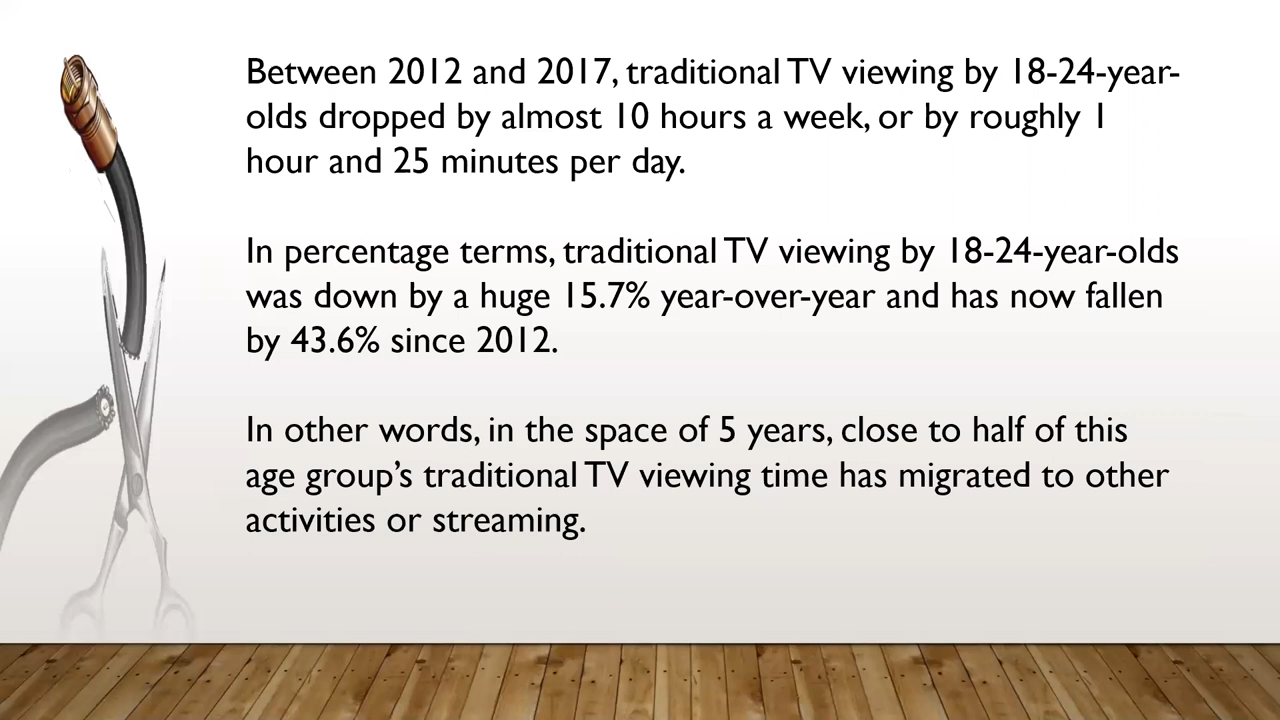 Between 2012 and 2017, traditional TV viewing by 18-24-year-
olds dropped by almost 10 hours a week, or by roughly 1
hour and 25 minutes per day.
In percentage terms, traditional TV viewing by 18-24-year-olds
was down by a huge 15.7% year-over-year and has now fallen
by 43.6% since 2012.
In other words, in the space of 5 years, close to half of this
age group’s traditional TV viewing time has migrated to other
activities or streaming.